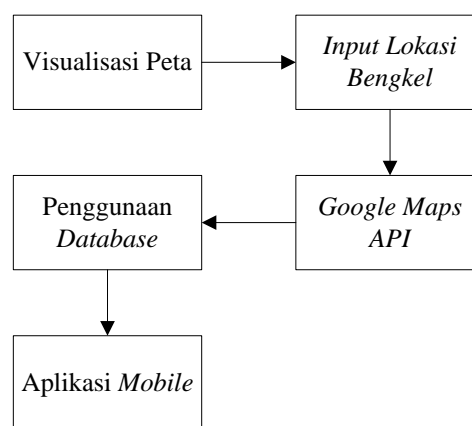 Visualisasi Peta
Input Lokasi
Bengkel
Google Maps
API
Penggunaan
Database
Aplikasi Mobile